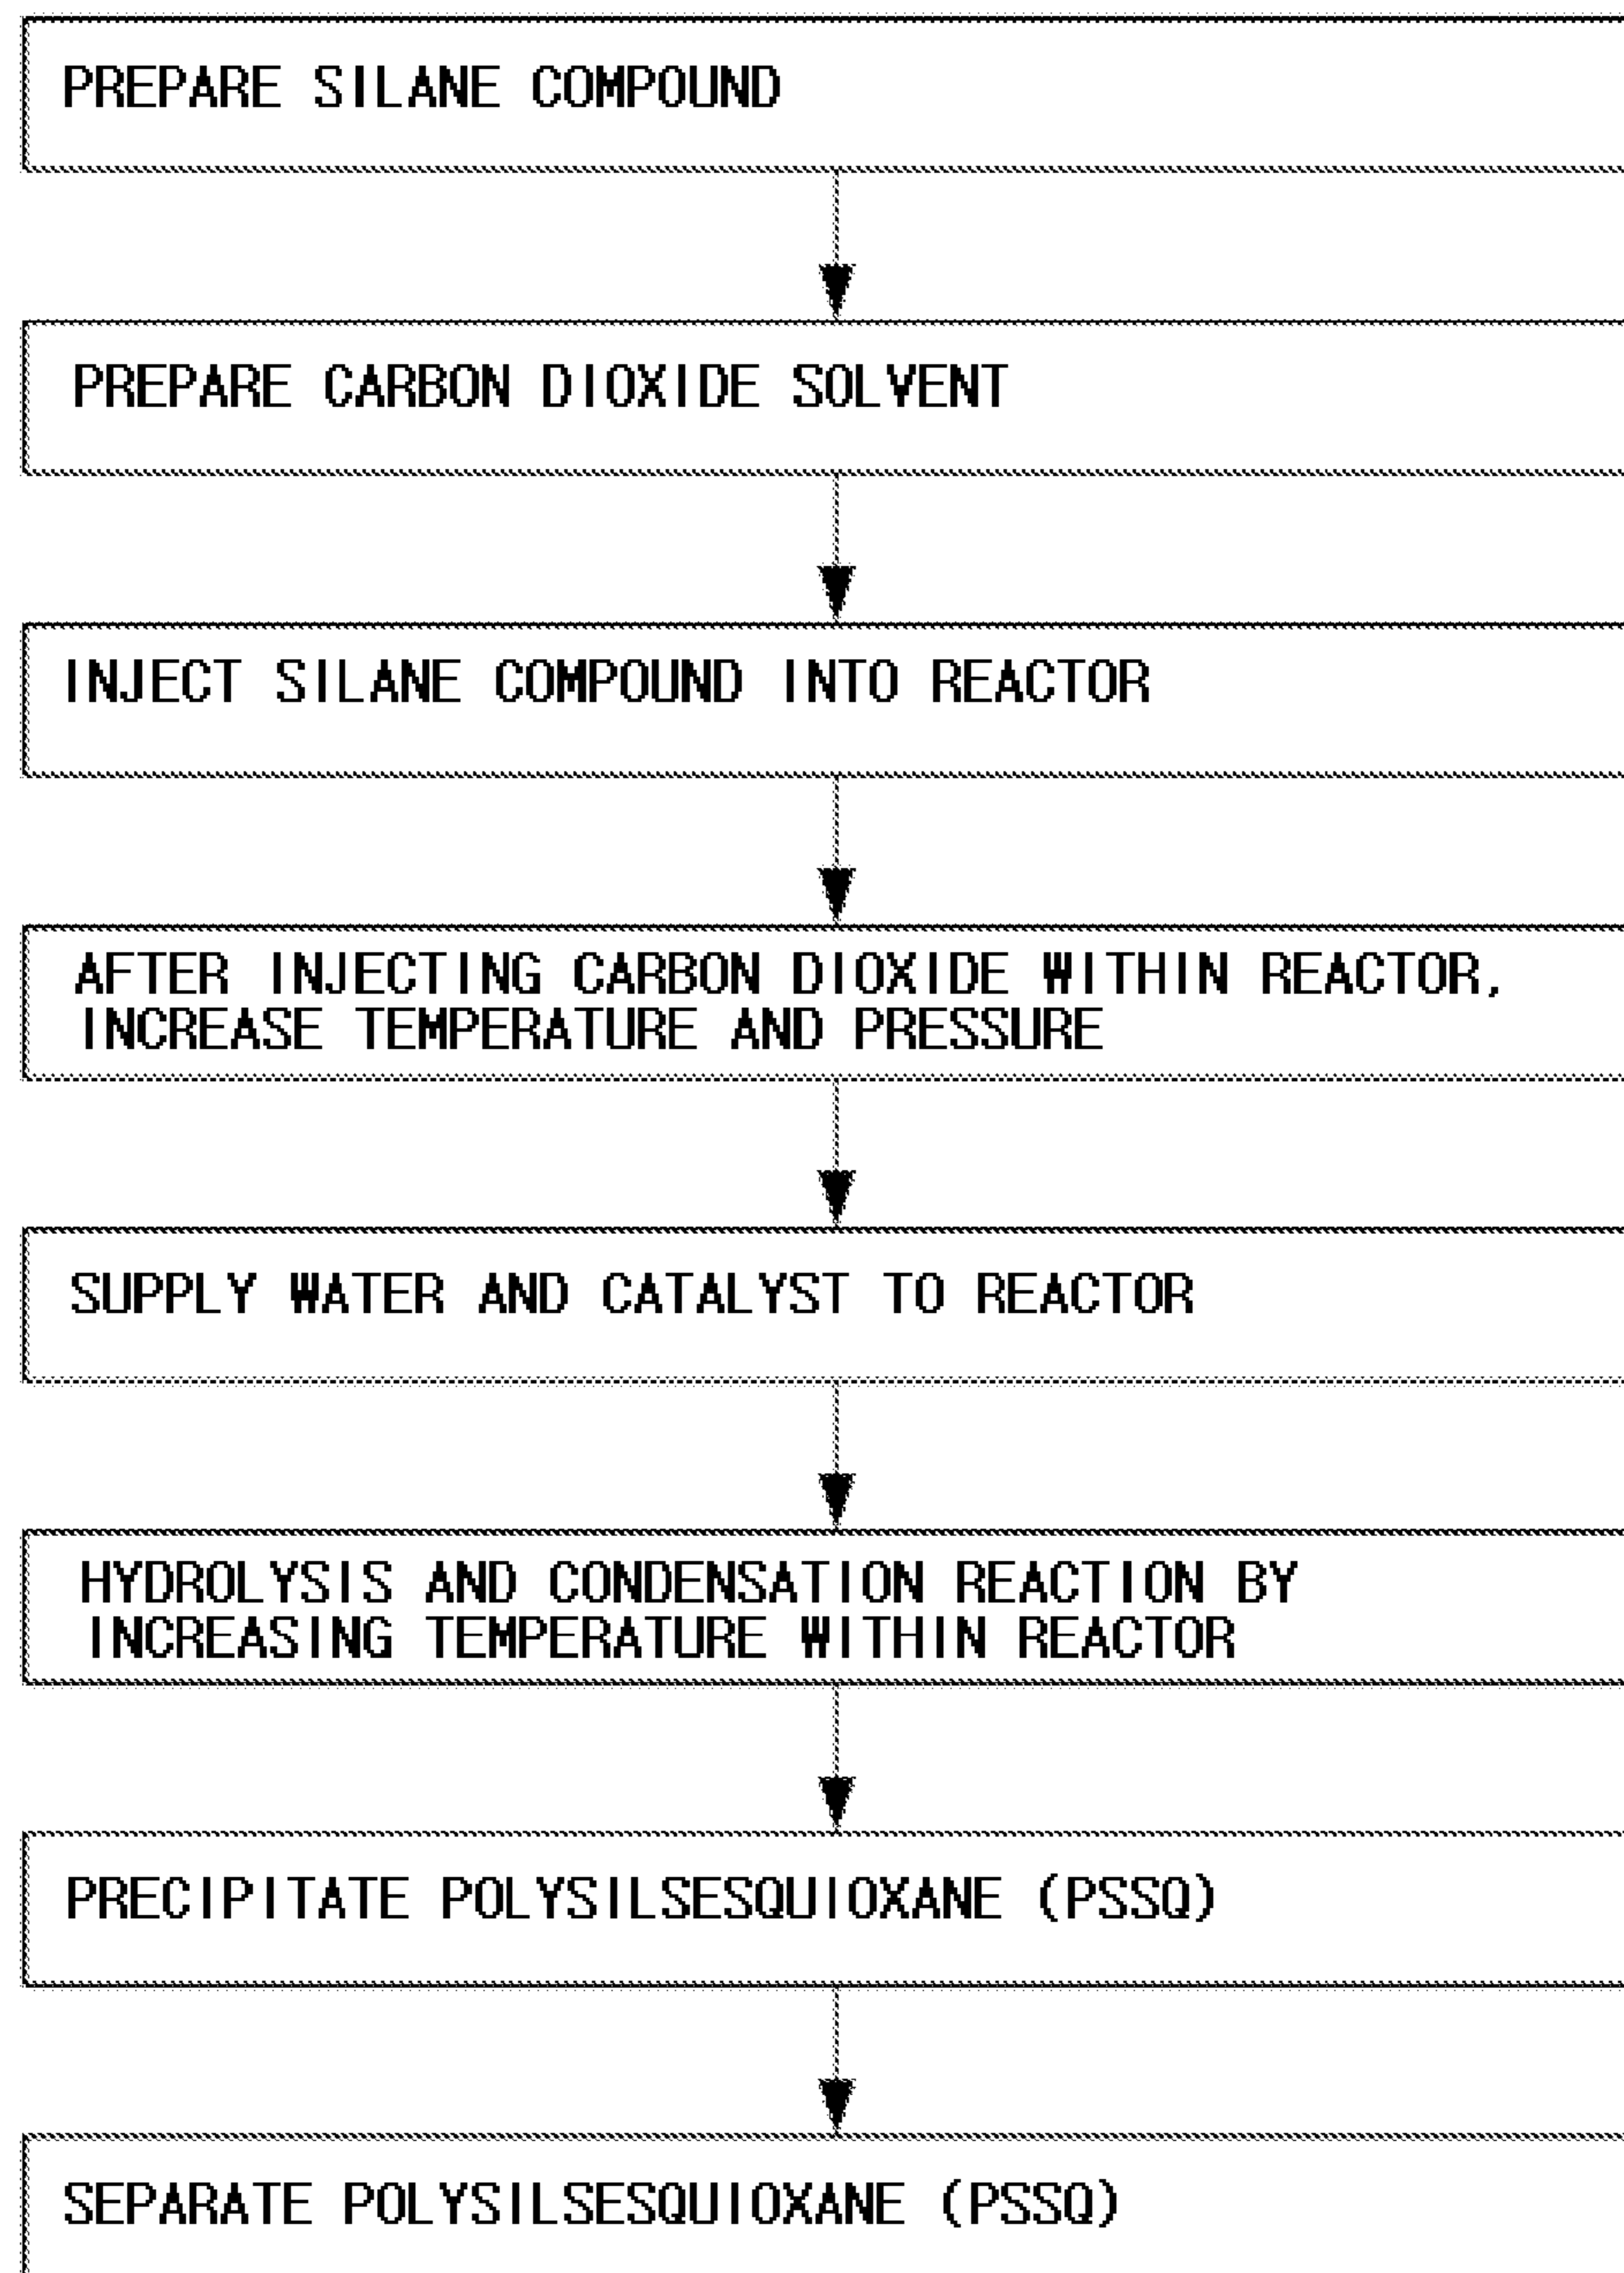 PREPARE SILANE COMPOUND
PREPARE CARBON DIOXIDE SOLVENT
INJECT SILANE COMPOUND INTO REACTOR
AFTER INJECTING CARBON DIOXIDE WITHIN REACTOR,
INCREASE TEMPERATURE AND PRESSURE
SUPPLY WATER AND CATALYST TO REACTOR
HYDROLYSIS AND CONDENSATION REACTION BY
INCREASING TEMPERATURE WITHIN REACTOR
PRECIPITATE POLYSILSESQUIOXANE (PSSQ)
SEPARATE POLYSILSESQUIOXANE (PSSQ)